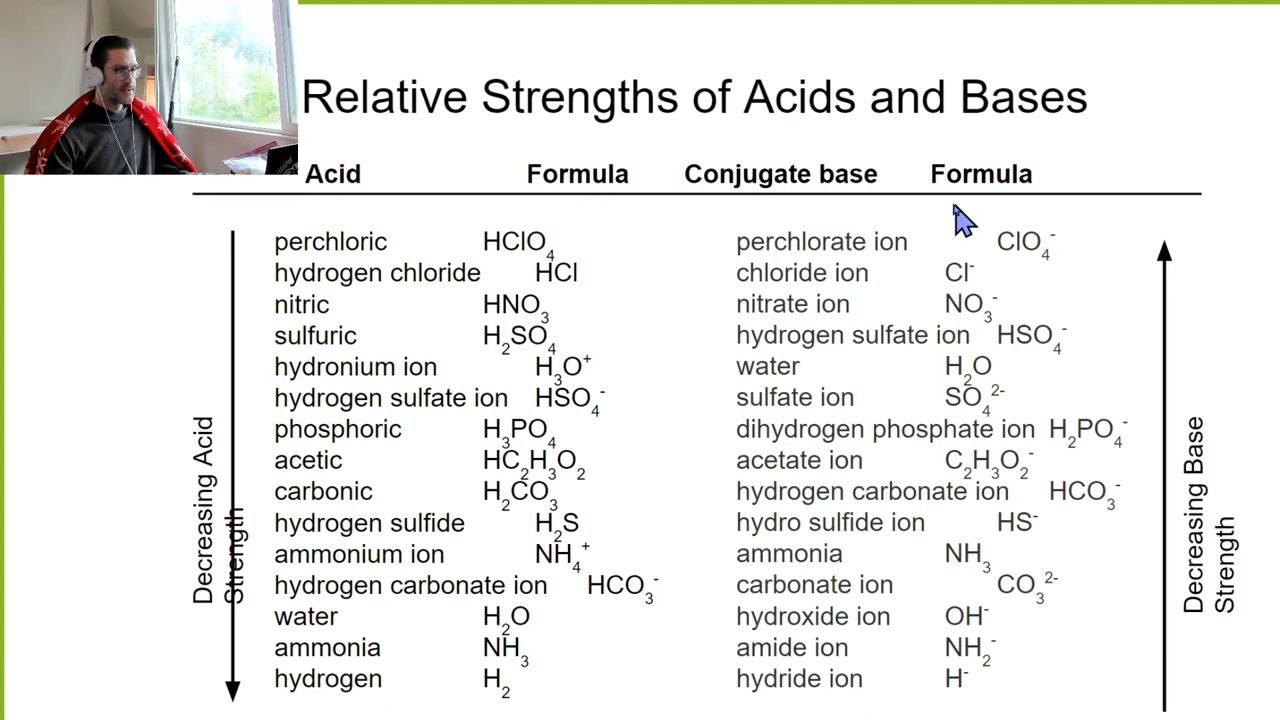 Relative Strengths of Acids and Bases
Acid Formula Conjugate base Formula
perchloric HClO₄ perchlorate ion ClO₄⁻
hydrogen chloride HCl chloride ion Cl⁻
nitric HNO₃ nitrate ion NO₃⁻
sulfuric H₂SO₄ hydrogen sulfate ion HSO₄⁻
hydronium ion H₃O⁺ water H₂O
hydrogen sulfate ion HSO₄⁻ sulfate ion SO₄²⁻
phosphoric H₃PO₄ dihydrogen phosphate ion H₂PO₄⁻
acetic HC₂H₃O₂ acetate ion C₂H₃O₂⁻
carbonic H₂CO₃ hydrogen carbonate ion HCO₃⁻
hydrogen sulfide H₂S hydro sulfide ion HS⁻
ammonium ion NH₄⁺ ammonia NH₃
hydrogen carbonate ion HCO₃⁻ carbonate ion CO₃²⁻
water H₂O hydroxide ion OH⁻
ammonia NH₃ amide ion NH₂⁻
hydrogen H₂ hydride ion H⁻
Decreasing Acid
Strength
Decreasing Base
Strength